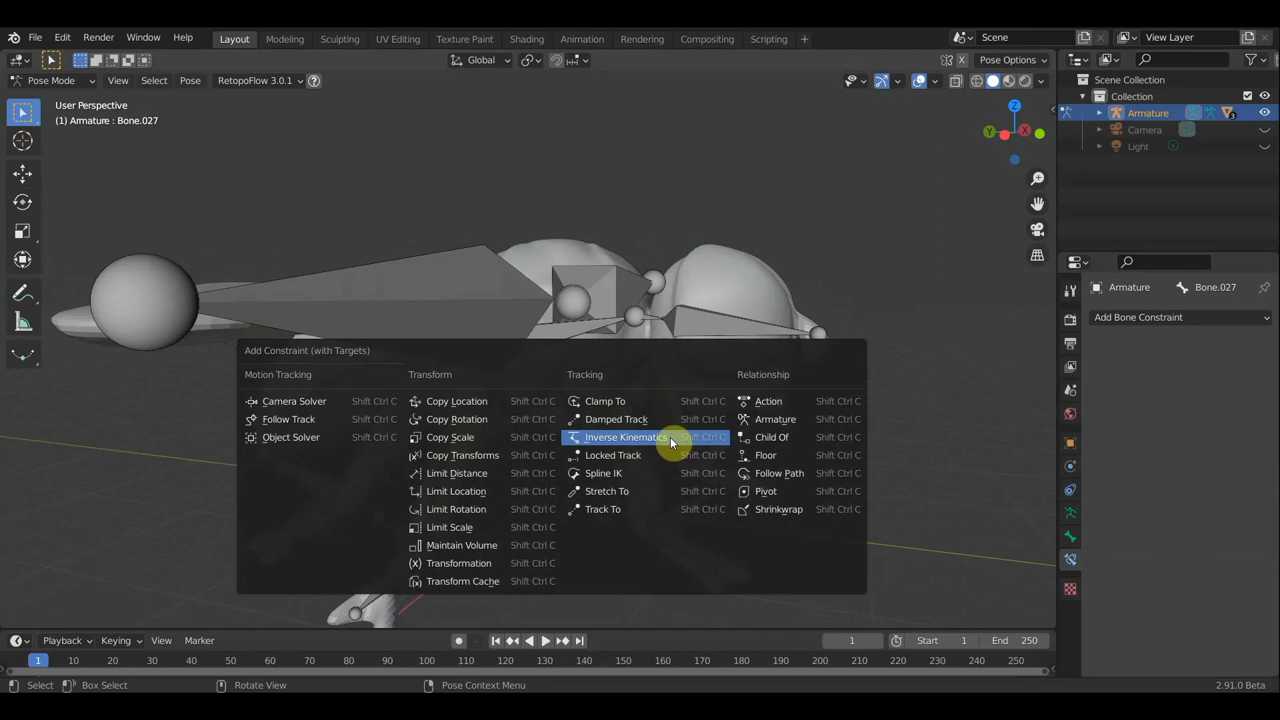 File Edit Render Window Help Layout Modeling Sculpting UV Editing Texture Paint Shading Animation Rendering Compositing Scripting + Scene View Layer
Global Pose Options
Pose Mode View Select Pose RetopoFlow 3.0.1 ?
User Perspective
(1) Armature : Bone.027
Z
Y X
Scene Collection
Collection
Armature 3
Camera
Light
Armature Bone.027
Add Bone Constraint
Add Constraint (with Targets)
Motion Tracking Transform Tracking Relationship
Camera Solver Shift Ctrl C Copy Location Shift Ctrl C Clamp To Shift Ctrl C Action Shift Ctrl C
Follow Track Shift Ctrl C Copy Rotation Shift Ctrl C Damped Track Shift Ctrl C Armature Shift Ctrl C
Object Solver Shift Ctrl C Copy Scale Shift Ctrl C Inverse Kinematics Shift Ctrl C Child Of Shift Ctrl C
Copy Transforms Shift Ctrl C Locked Track Shift Ctrl C Floor Shift Ctrl C
Limit Distance Shift Ctrl C Spline IK Shift Ctrl C Follow Path Shift Ctrl C
Limit Location Shift Ctrl C Stretch To Shift Ctrl C Pivot Shift Ctrl C
Limit Rotation Shift Ctrl C Track To Shift Ctrl C Shrinkwrap Shift Ctrl C
Limit Scale Shift Ctrl C
Maintain Volume Shift Ctrl C
Transformation Shift Ctrl C
Transform Cache Shift Ctrl C
Playback Keying View Marker 1 Start 1 End 250
1 10 20 30 40 50 60 70 80 90 100 110 120 130 140 150 160 170 180 190 200 210 220 230 240 250
Select Box Select Rotate View Pose Context Menu 2.91.0 Beta